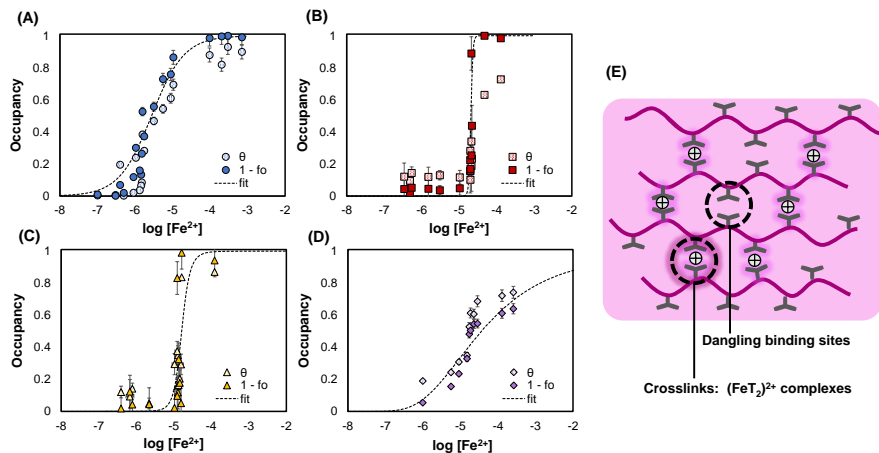 (A)
Occupancy
1
0.8
0.6
0.4
0.2
0
-8 -7 -6 -5 -4 -3 -2
log [Fe²⁺]
θ
1 - fo
fit
(B)
Occupancy
1
0.8
0.6
0.4
0.2
0
-8 -7 -6 -5 -4 -3 -2
log [Fe²⁺]
θ
1 - fo
fit
(C)
Occupancy
1
0.8
0.6
0.4
0.2
0
-8 -7 -6 -5 -4 -3 -2
log [Fe²⁺]
θ
1 - fo
fit
(D)
Occupancy
1
0.8
0.6
0.4
0.2
0
-8 -7 -6 -5 -4 -3 -2
log [Fe²⁺]
θ
1 - fo
fit
(E)
Dangling binding sites
Crosslinks: (FeT₂)²⁺ complexes